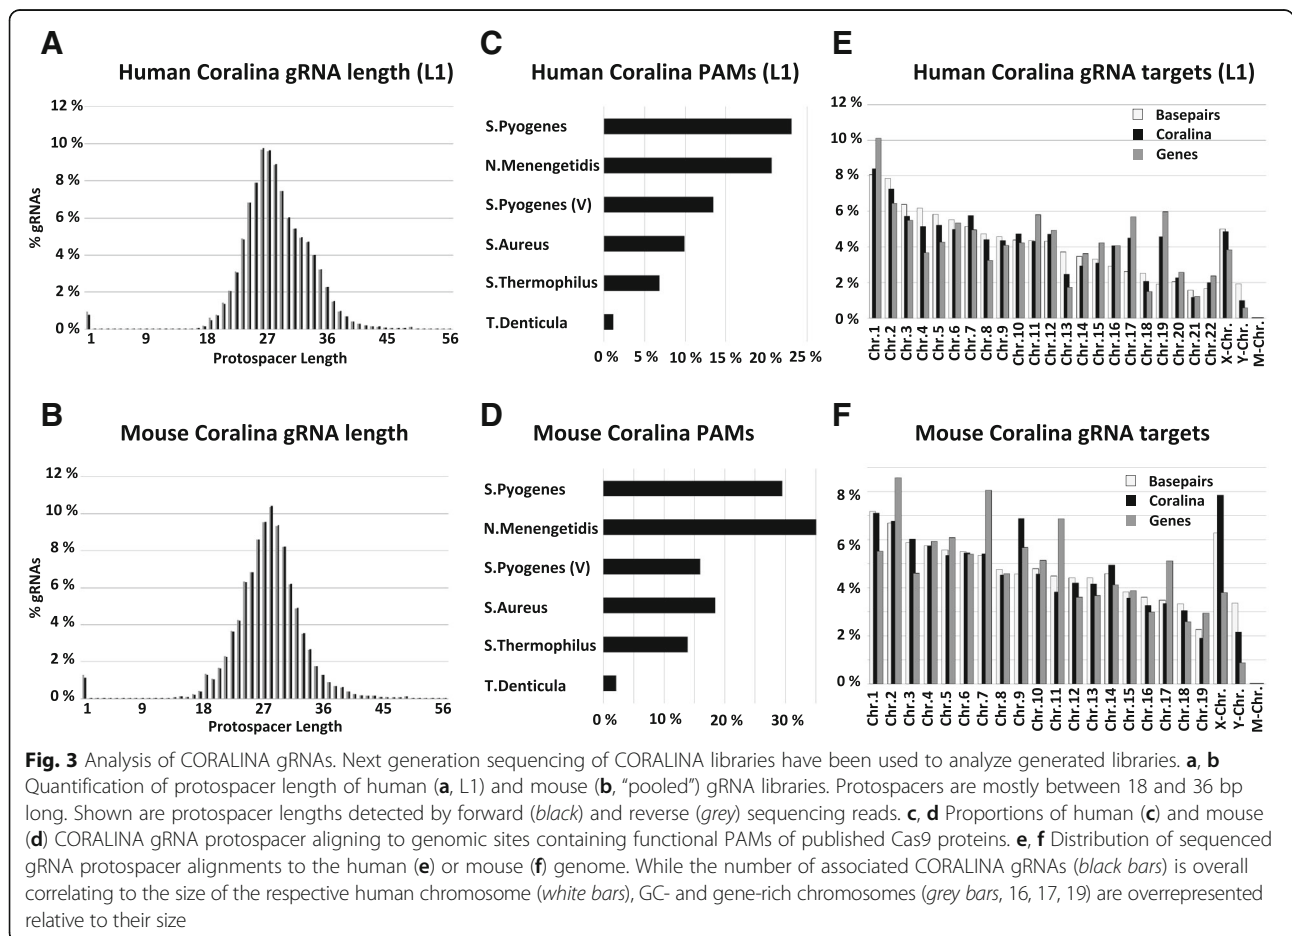 A
Human Coralina gRNA length (L1)
% gRNAs
12 %
10 %
8 %
6 %
4 %
2 %
0 %
1 9 18 27 36 45 56
Protospacer Length
C
Human Coralina PAMs (L1)
S.Pyogenes
N.Menengetidis
S.Pyogenes (V)
S.Aureus
S.Thermophilus
T.Denticula
0 % 5 % 10 % 20 % 25 %
E
Human Coralina gRNA targets (L1)
Basepairs
Coralina
Genes
12 %
10 %
8 %
6 %
4 %
2 %
0 %
Chr.1 Chr.2 Chr.3 Chr.4 Chr.5 Chr.6 Chr.7 Chr.8 Chr.9 Chr.10 Chr.11 Chr.12 Chr.13 Chr.14 Chr.15 Chr.16 Chr.17 Chr.18 Chr.19 Chr.20 Chr.21 Chr.22 X-Chr. Y-Chr. M-Chr.
B
Mouse Coralina gRNA length
% gRNAs
12 %
10 %
8 %
6 %
4 %
2 %
0 %
1 9 18 27 36 45 56
Protospacer Length
D
Mouse Coralina PAMs
S.Pyogenes
N.Menengetidis
S.Pyogenes (V)
S.Aureus
S.Thermophilus
T.Denticula
0 % 10 % 20 % 30 %
F
Mouse Coralina gRNA targets
Basepairs
Coralina
Genes
8 %
6 %
4 %
2 %
0 %
Chr.1 Chr.2 Chr.3 Chr.4 Chr.5 Chr.6 Chr.7 Chr.8 Chr.9 Chr.10 Chr.11 Chr.12 Chr.13 Chr.14 Chr.15 Chr.16 Chr.17 Chr.18 Chr.19 X-Chr. Y-Chr. M-Chr.
Fig. 3 Analysis of CORALINA gRNAs. Next generation sequencing of CORALINA libraries have been used to analyze generated libraries. a, b
Quantification of protospacer length of human (a, L1) and mouse (b, “pooled”) gRNA libraries. Protospacers are mostly between 18 and 36 bp
long. Shown are protospacer lengths detected by forward (black) and reverse (grey) sequencing reads. c, d Proportions of human (c) and mouse
(d) CORALINA gRNA protospacer aligning to genomic sites containing functional PAMs of published Cas9 proteins. e, f Distribution of sequenced
gRNA protospacer alignments to the human (e) or mouse (f) genome. While the number of associated CORALINA gRNAs (black bars) is overall
correlating to the size of the respective human chromosome (white bars), GC- and gene-rich chromosomes (grey bars, 16, 17, 19) are overrepresented
relative to their size